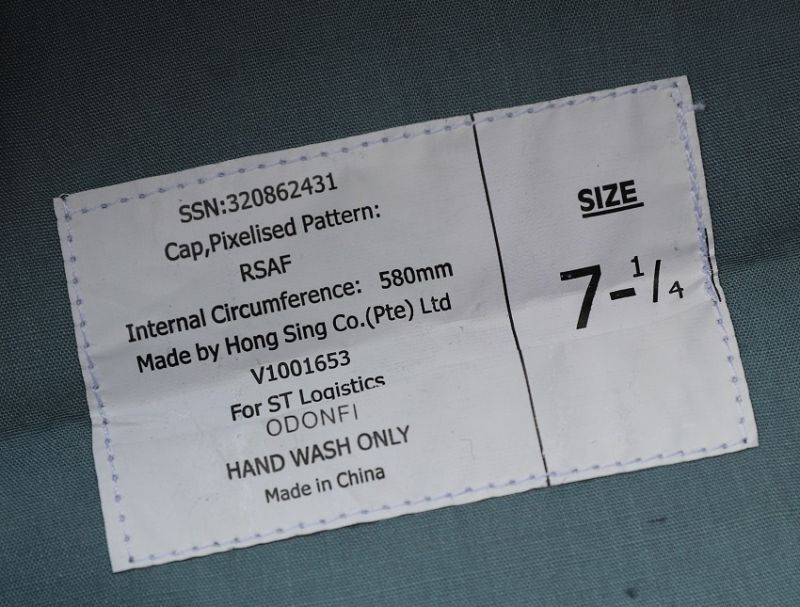 SSN:320862431
Cap,Pixelised Pattern:
RSAF
Internal Circumference: 580mm
Made by Hong Sing Co.(Pte) Ltd
V1001653
For ST Logistics
ODONFI
HAND WASH ONLY
Made in China
SIZE
7-1/4